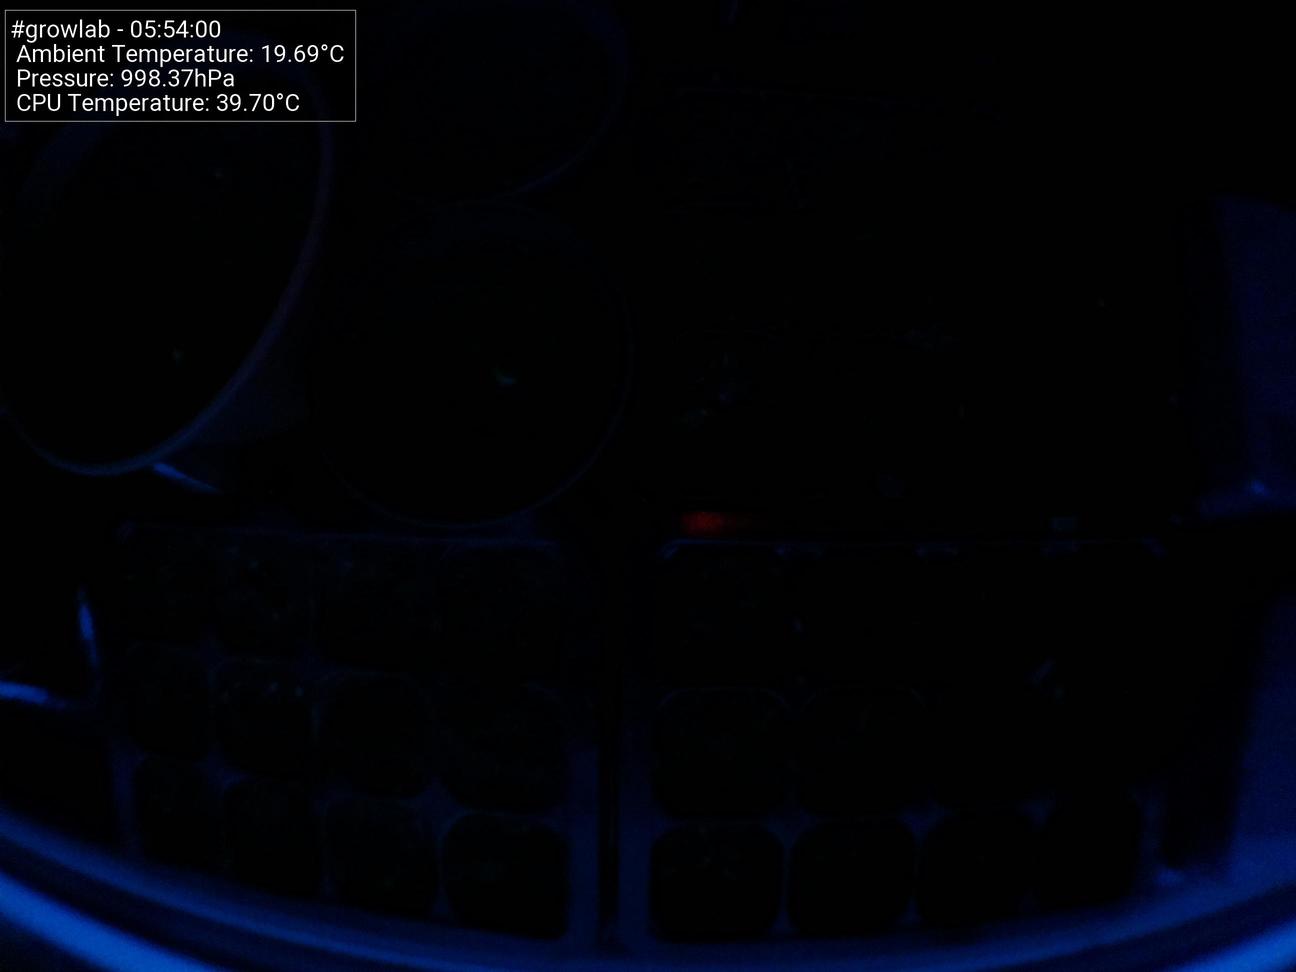 #growlab - 05:54:00
Ambient Temperature: 19.69°C
Pressure: 998.37hPa
CPU Temperature: 39.70°C